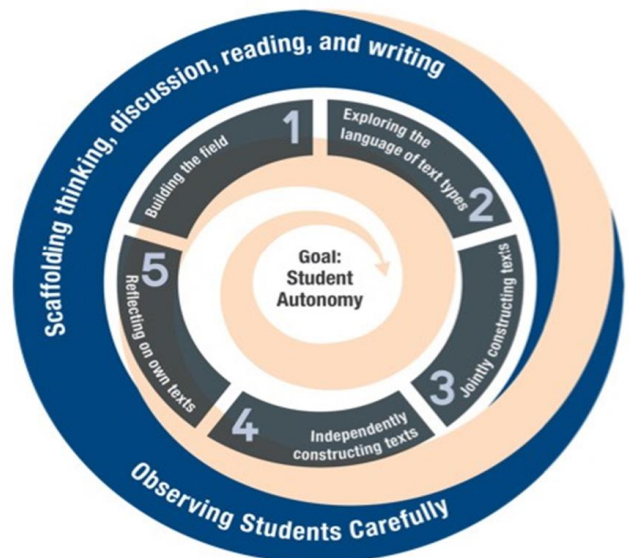 Scaffolding thinking, discussion, reading, and writing
1
Building the field
Exploring the
language of text types
2
Jointly constructing texts
3
Independently
constructing texts
4
Reflecting on own texts
5
Goal:
Student
Autonomy
Observing Students Carefully